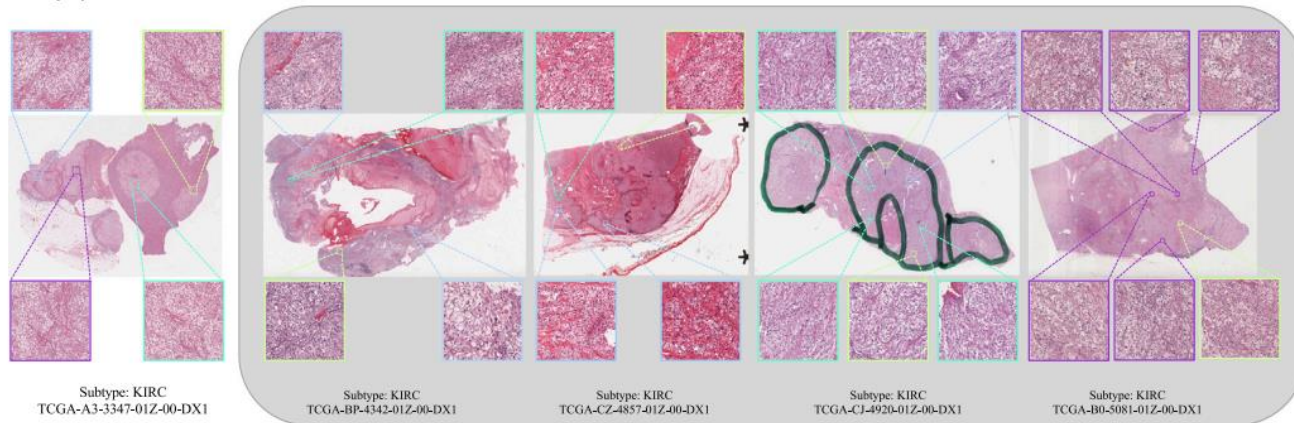 Subtype: KIRC
TCGA-A3-3347-01Z-00-DX1
Subtype: KIRC
TCGA-BP-4342-01Z-00-DX1
Subtype: KIRC
TCGA-CZ-4857-01Z-00-DX1
Subtype: KIRC
TCGA-CJ-4920-01Z-00-DX1
Subtype: KIRC
TCGA-B0-5081-01Z-00-DX1